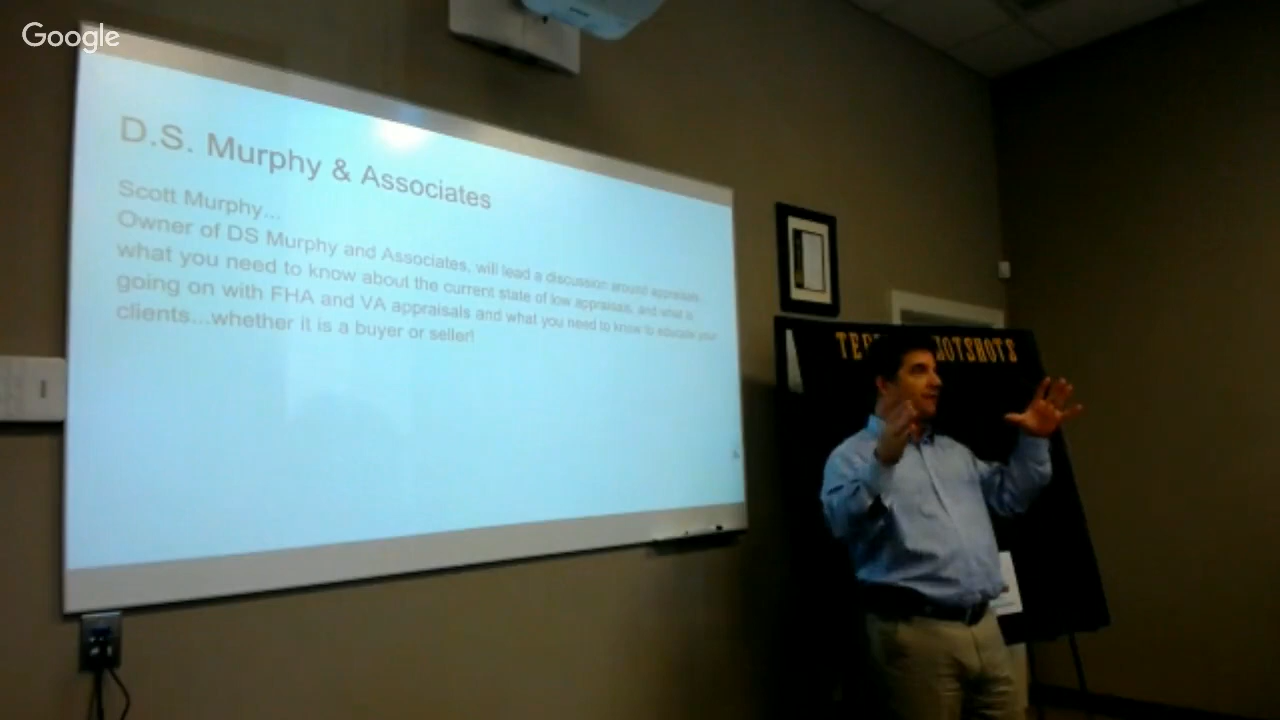 Google
D.S. Murphy & Associates
Scott Murphy...
Owner of DS Murphy and Associates, will lead a discussion around appraisals
what you need to know about the current state of low appraisals, and what is
going on with FHA and VA appraisals and what you need to know to educate your
clients...whether it is a buyer or seller!
HOTSHOTS